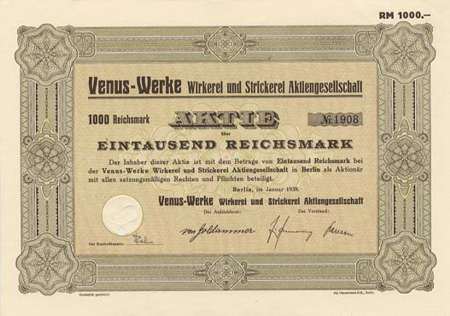 RM 1000.—
Venus-Werke Wirkerei und Strickerei Aktiengesellschaft
1000 Reichsmark AKTIE № 1908
über
EINTAUSEND REICHSMARK
Der Inhaber dieser Aktie ist mit dem Betrage von Eintausend Reichsmark bei
der Venus-Werke Wirkerei und Strickerei Aktiengesellschaft in Berlin als Aktionär
mit allen satzungsmäßigen Rechten und Pflichten beteiligt.
Berlin, im Januar 1939.
Venus-Werke Wirkerei und Strickerei Aktiengesellschaft
Der Aufsichtsrat: Der Vorstand: